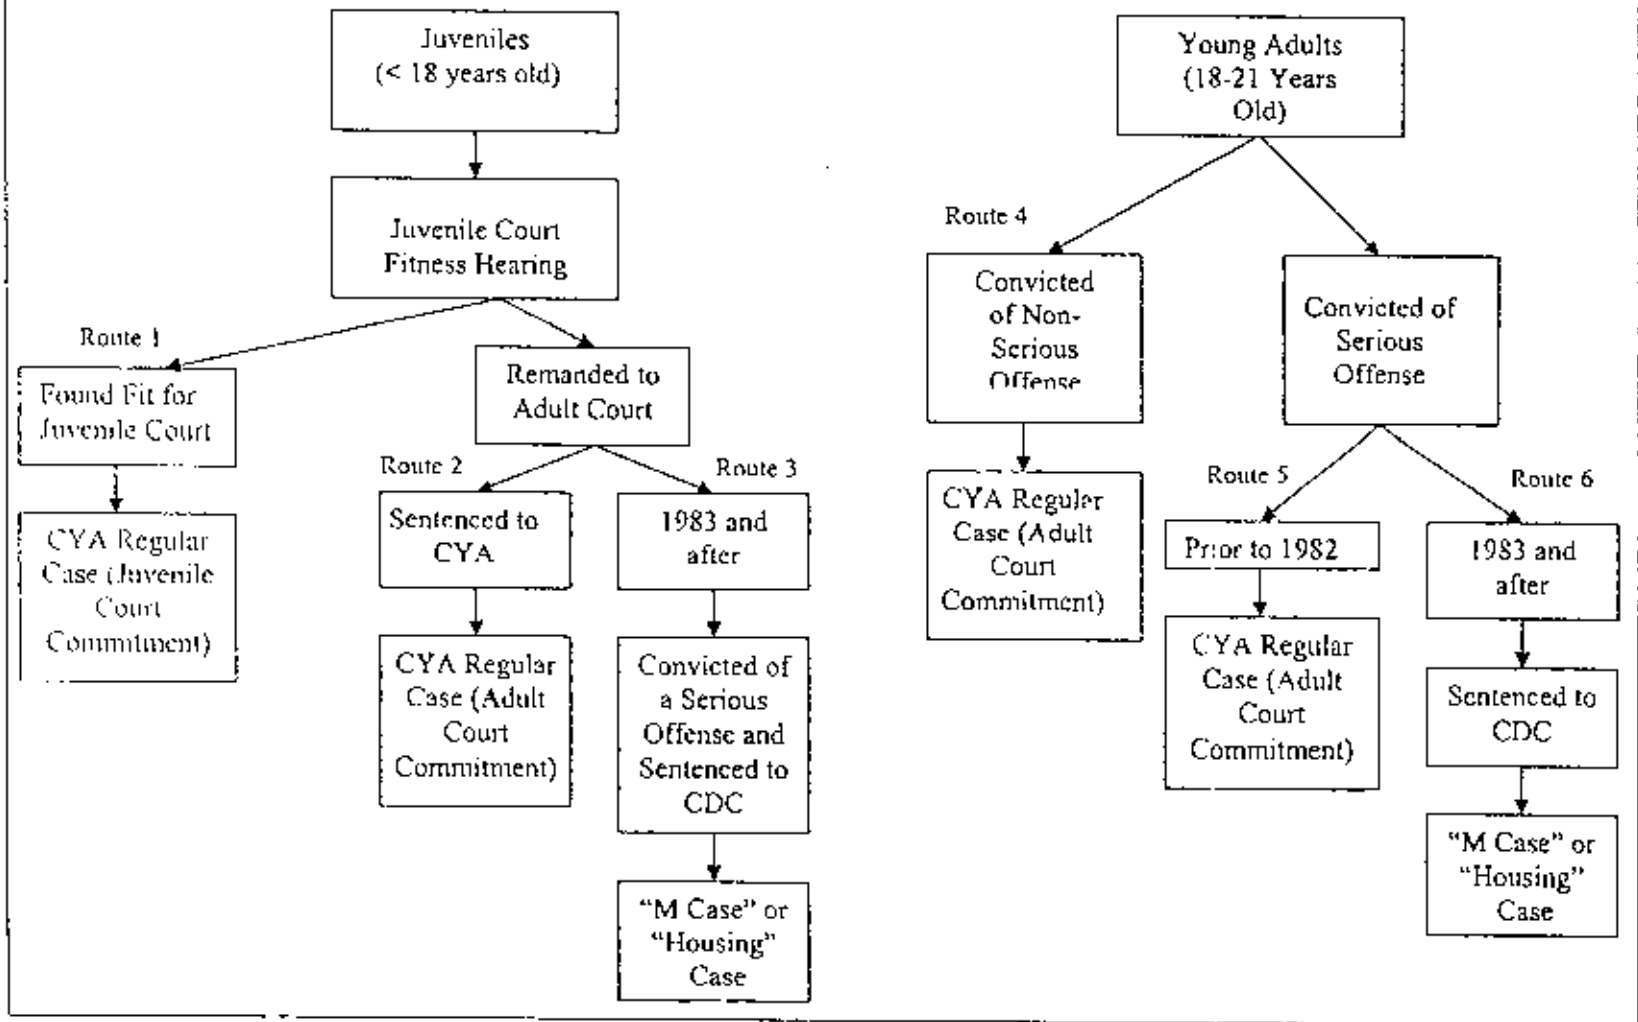 Juveniles
(< 18 years old)
Juvenile Court
Fitness Hearing
Route 1
Found Fit for
Juvenile Court
CYA Regular
Case (Juvenile
Court
Commitment)
Remanded to
Adult Court
Route 2
Sentenced to
CYA
CYA Regular
Case (Adult
Court
Commitment)
Route 3
1983 and
after
Convicted of
a Serious
Offense and
Sentenced to
CDC
“M Case” or
“Housing”
Case
Young Adults
(18-21 Years
Old)
Route 4
Convicted
of Non-
Serious
Offense
CYA Regular
Case (Adult
Court
Commitment)
Convicted of
Serious
Offense
Route 5
Prior to 1982
CYA Regular
Case (Adult
Court
Commitment)
Route 6
1983 and
after
Sentenced to
CDC
“M Case” or
“Housing”
Case